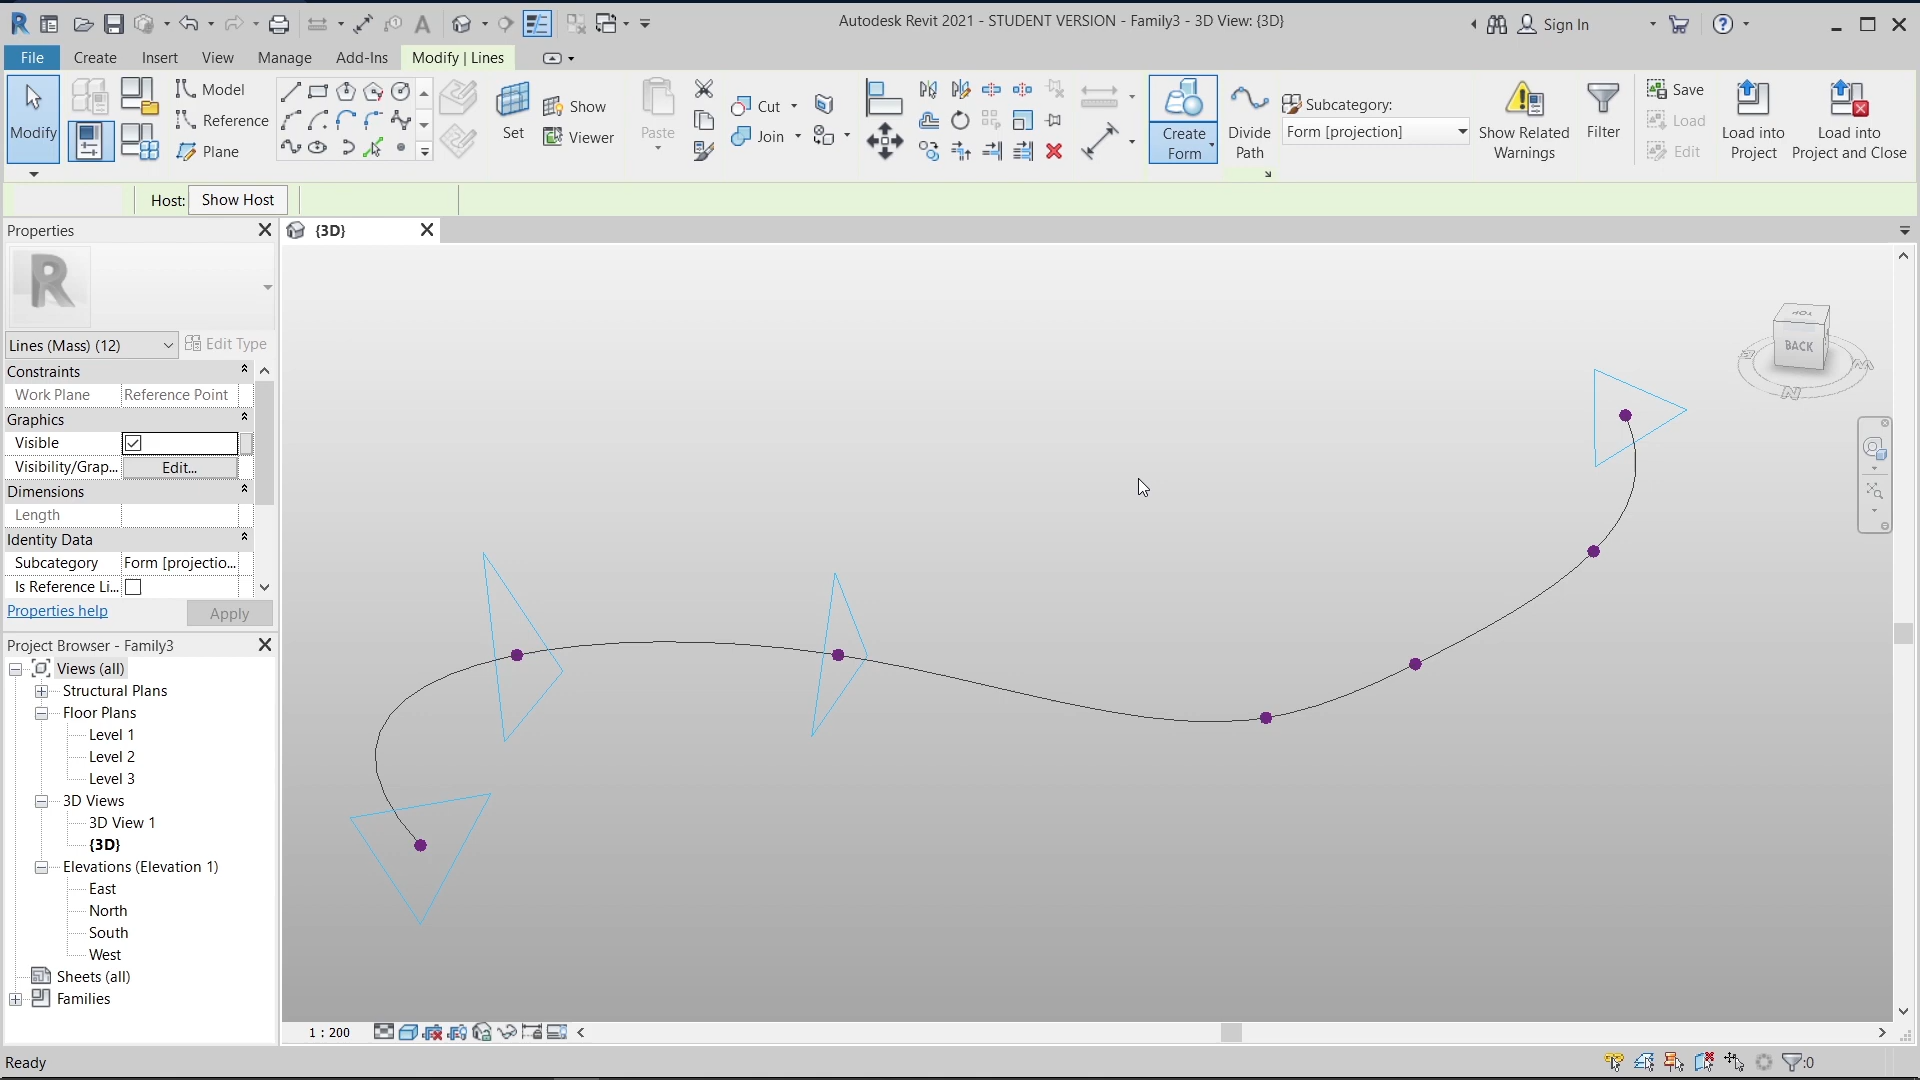 Autodesk Revit 2021 - STUDENT VERSION - Family3 - 3D View: {3D}
Sign In
File
Create
Insert
View
Manage
Add-Ins
Modify | Lines
Modify
Model
Reference
Plane
Set
Show
Viewer
Paste
Cut
Join
Create
Form
Divide
Path
Subcategory:
Form [projection]
Show Related
Warnings
Filter
Save
Load
Edit
Load into
Project
Load into
Project and Close
Host:
Show Host
Properties
{3D}
R
Lines (Mass) (12)
Edit Type
Constraints
Work Plane
Reference Point
Graphics
Visible
Visibility/Grap...
Edit...
Dimensions
Length
Identity Data
Subcategory
Form [projectio...
Is Reference Li...
Properties help
Apply
Project Browser - Family3
Views (all)
Structural Plans
Floor Plans
Level 1
Level 2
Level 3
3D Views
3D View 1
{3D}
Elevations (Elevation 1)
East
North
South
West
Sheets (all)
Families
TOP
BACK
N
1 : 200
Ready
:0